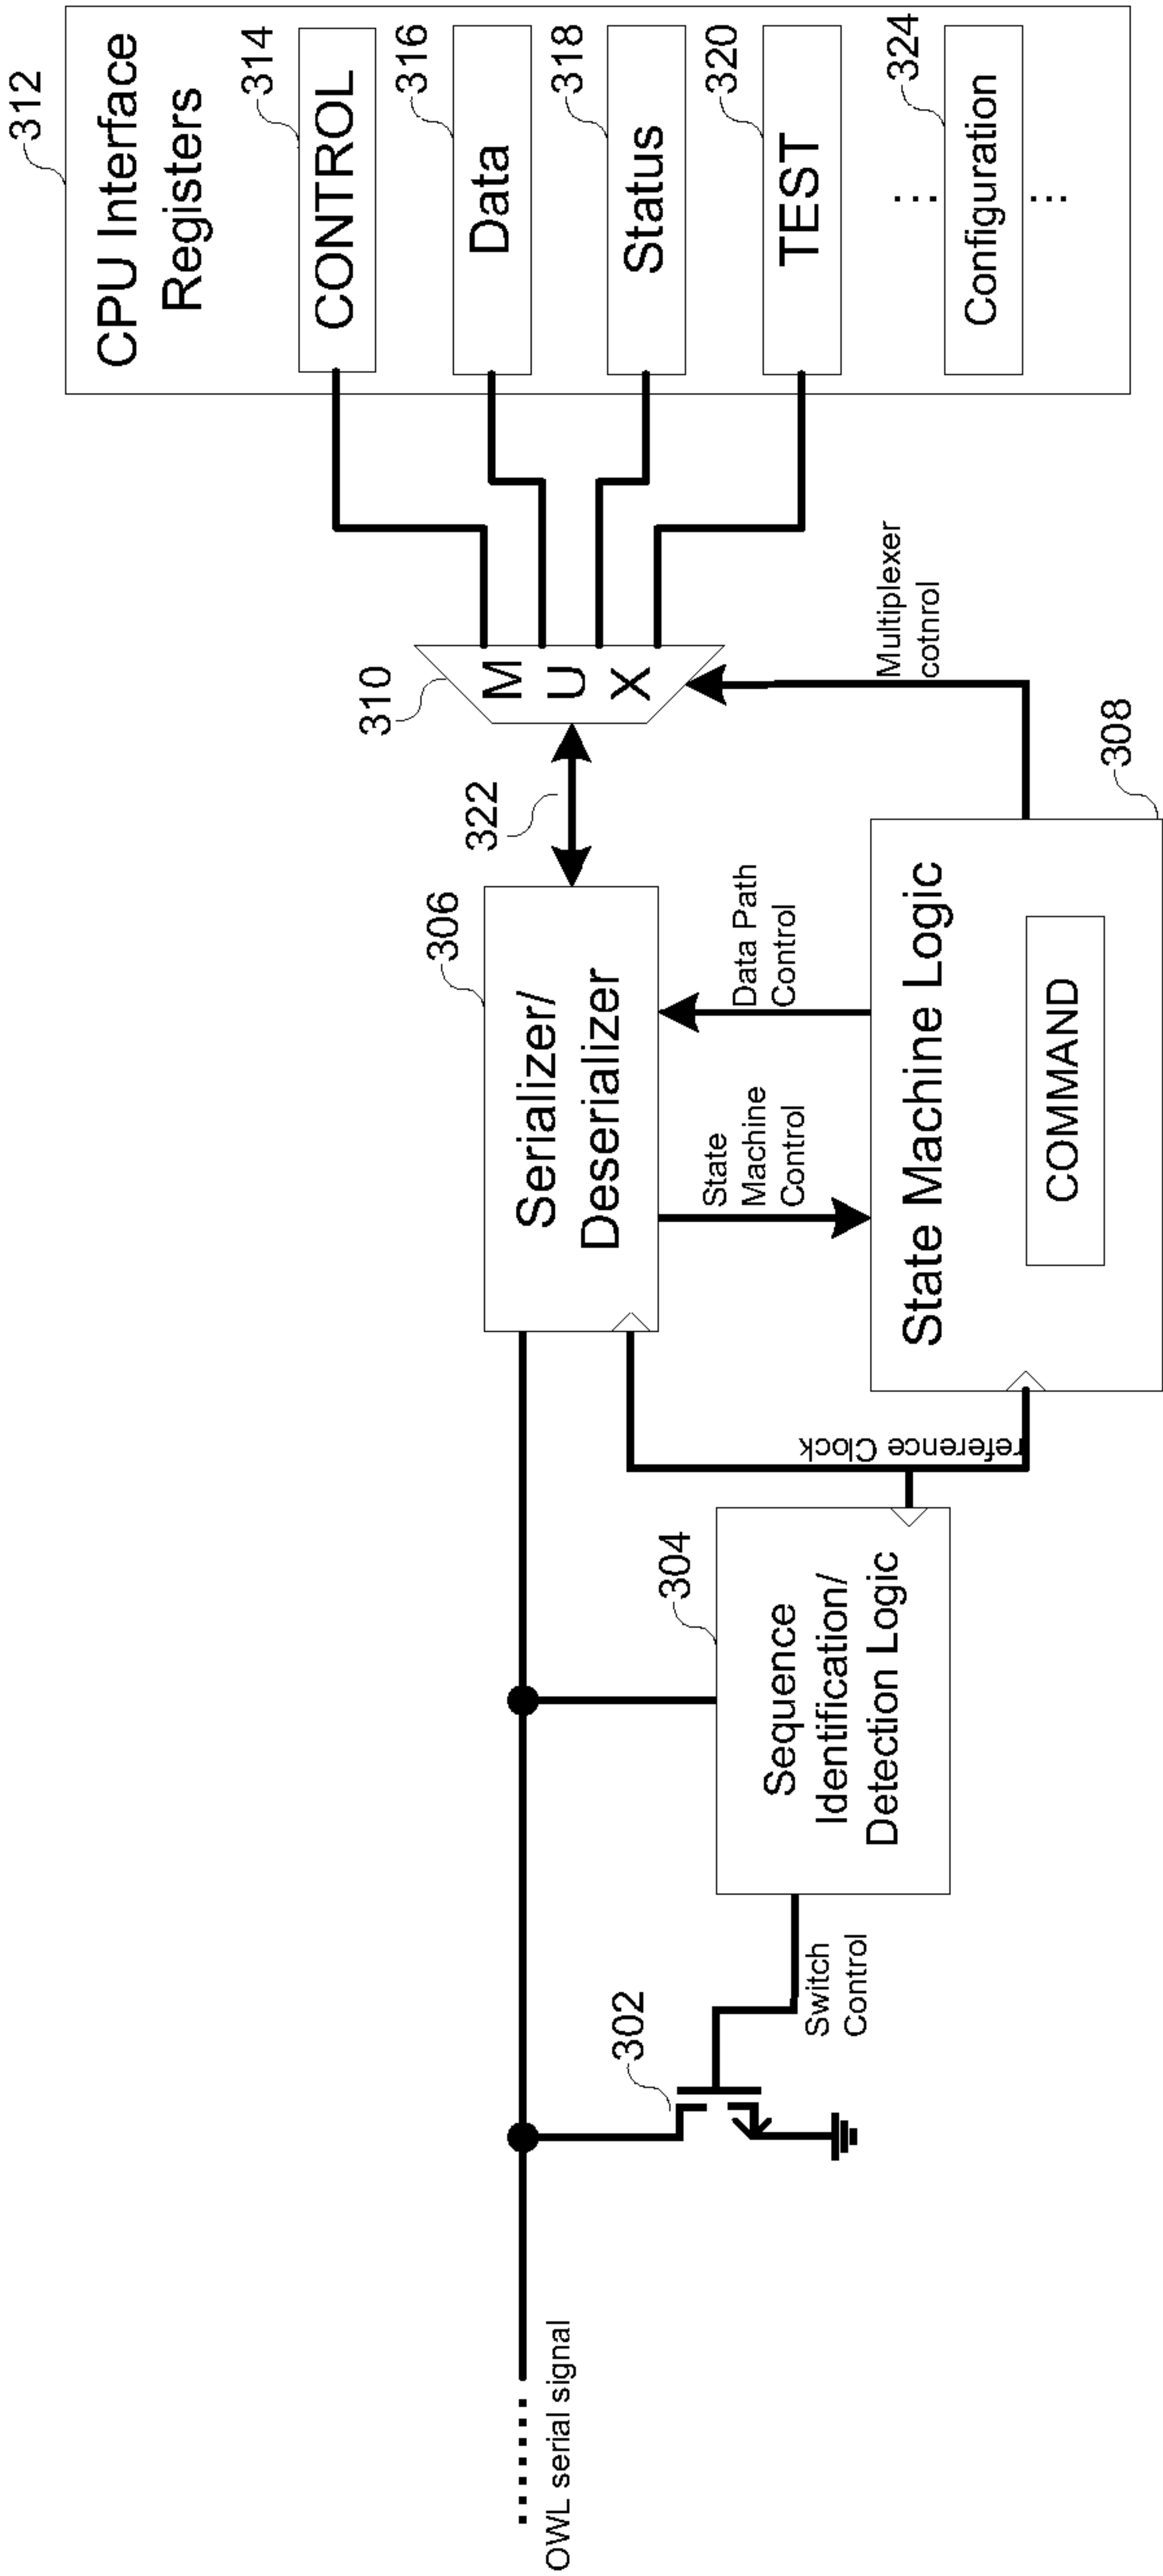 312
CPU Interface
Registers
314
CONTROL
316
Data
318
Status
320
TEST
...
324
Configuration
...
310
M
U
X
322
Multiplexer
cotnrol
306
Serializer/
Deserializer
State
Machine
Control
Data Path
Control
308
State Machine Logic
COMMAND
reference Clock
304
Sequence
Identification/
Detection Logic
302
Switch
Control
OWL serial signal